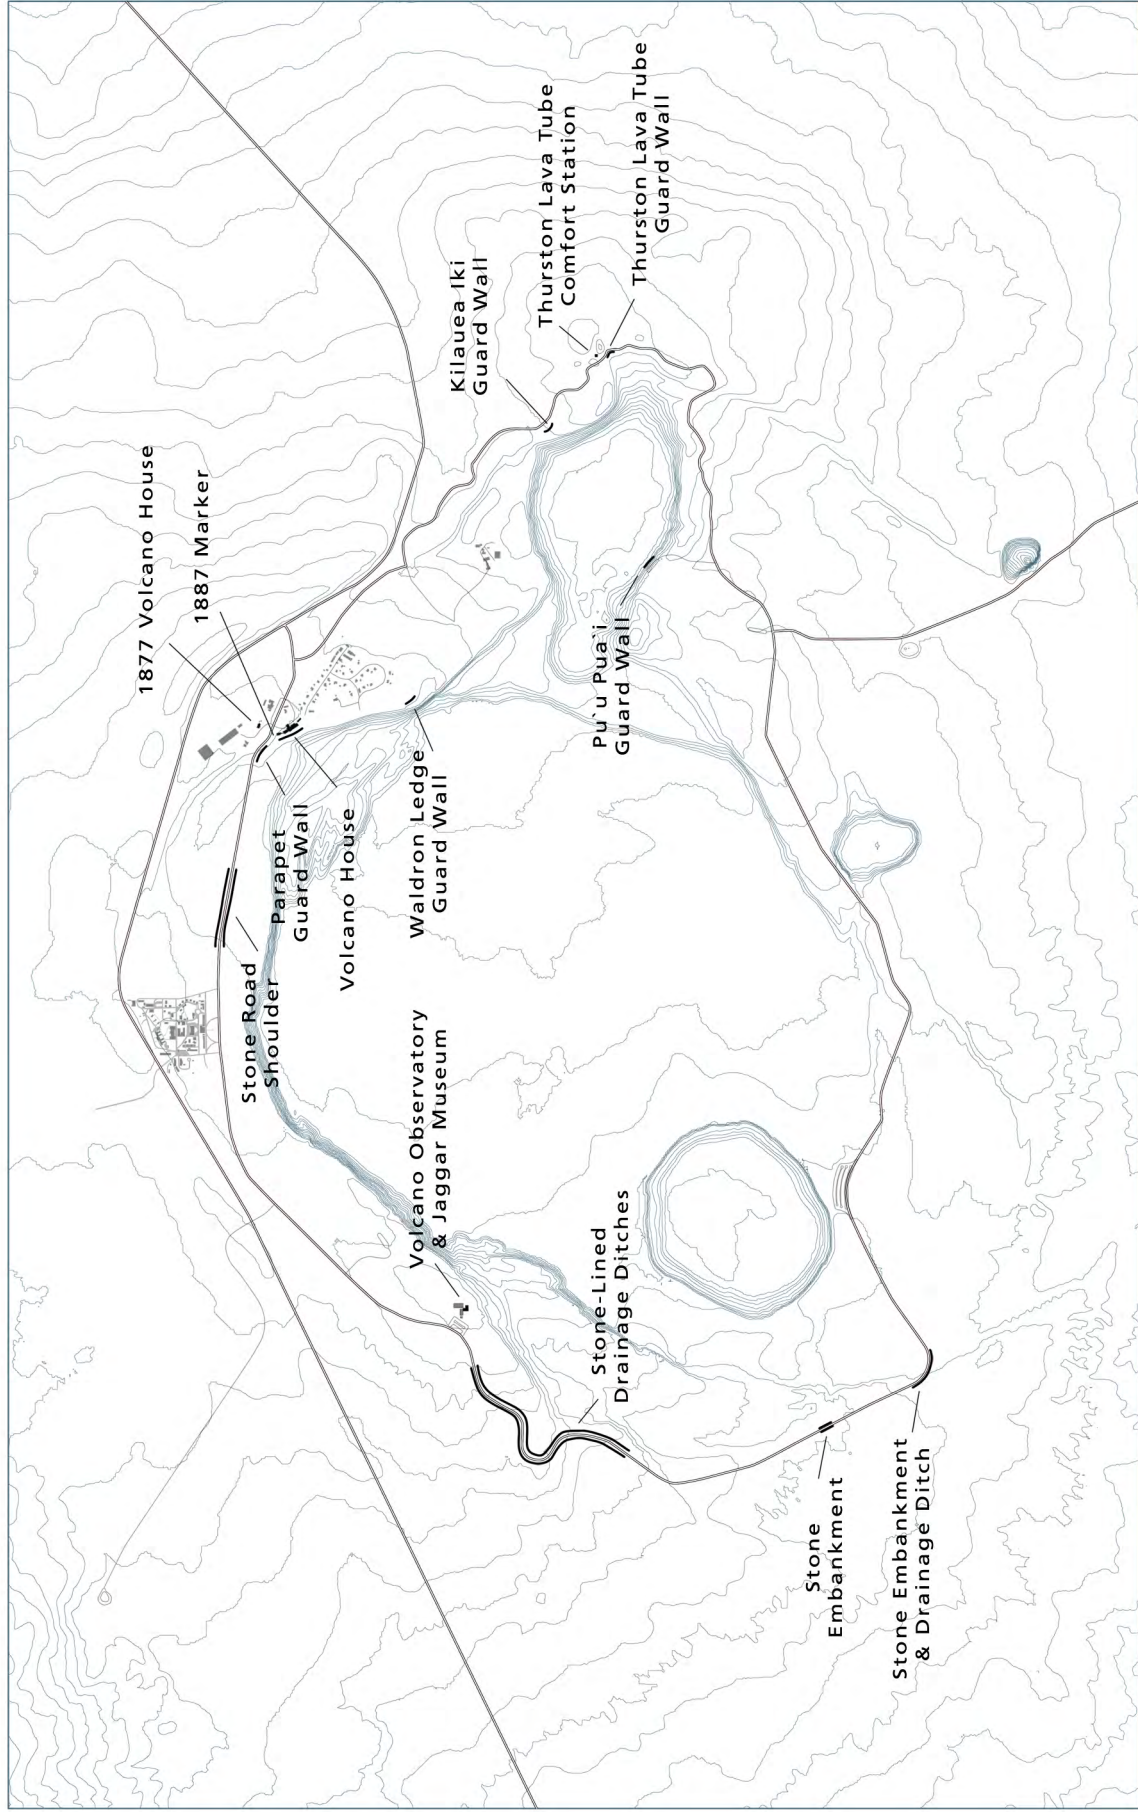 1877 Volcano House
1887 Marker
Kilauea Iki
Guard Wall
Thurston Lava Tube
Comfort Station
Thurston Lava Tube
Guard Wall
Parapet
Guard Wall
Volcano House
Waldron Ledge
Guard Wall
Pu`u Pua`i
Guard Wall
Stone Road
Shoulder
Volcano Observatory
& Jaggar Museum
Stone-Lined
Drainage Ditches
Stone
Embankment
Stone Embankment
& Drainage Ditch